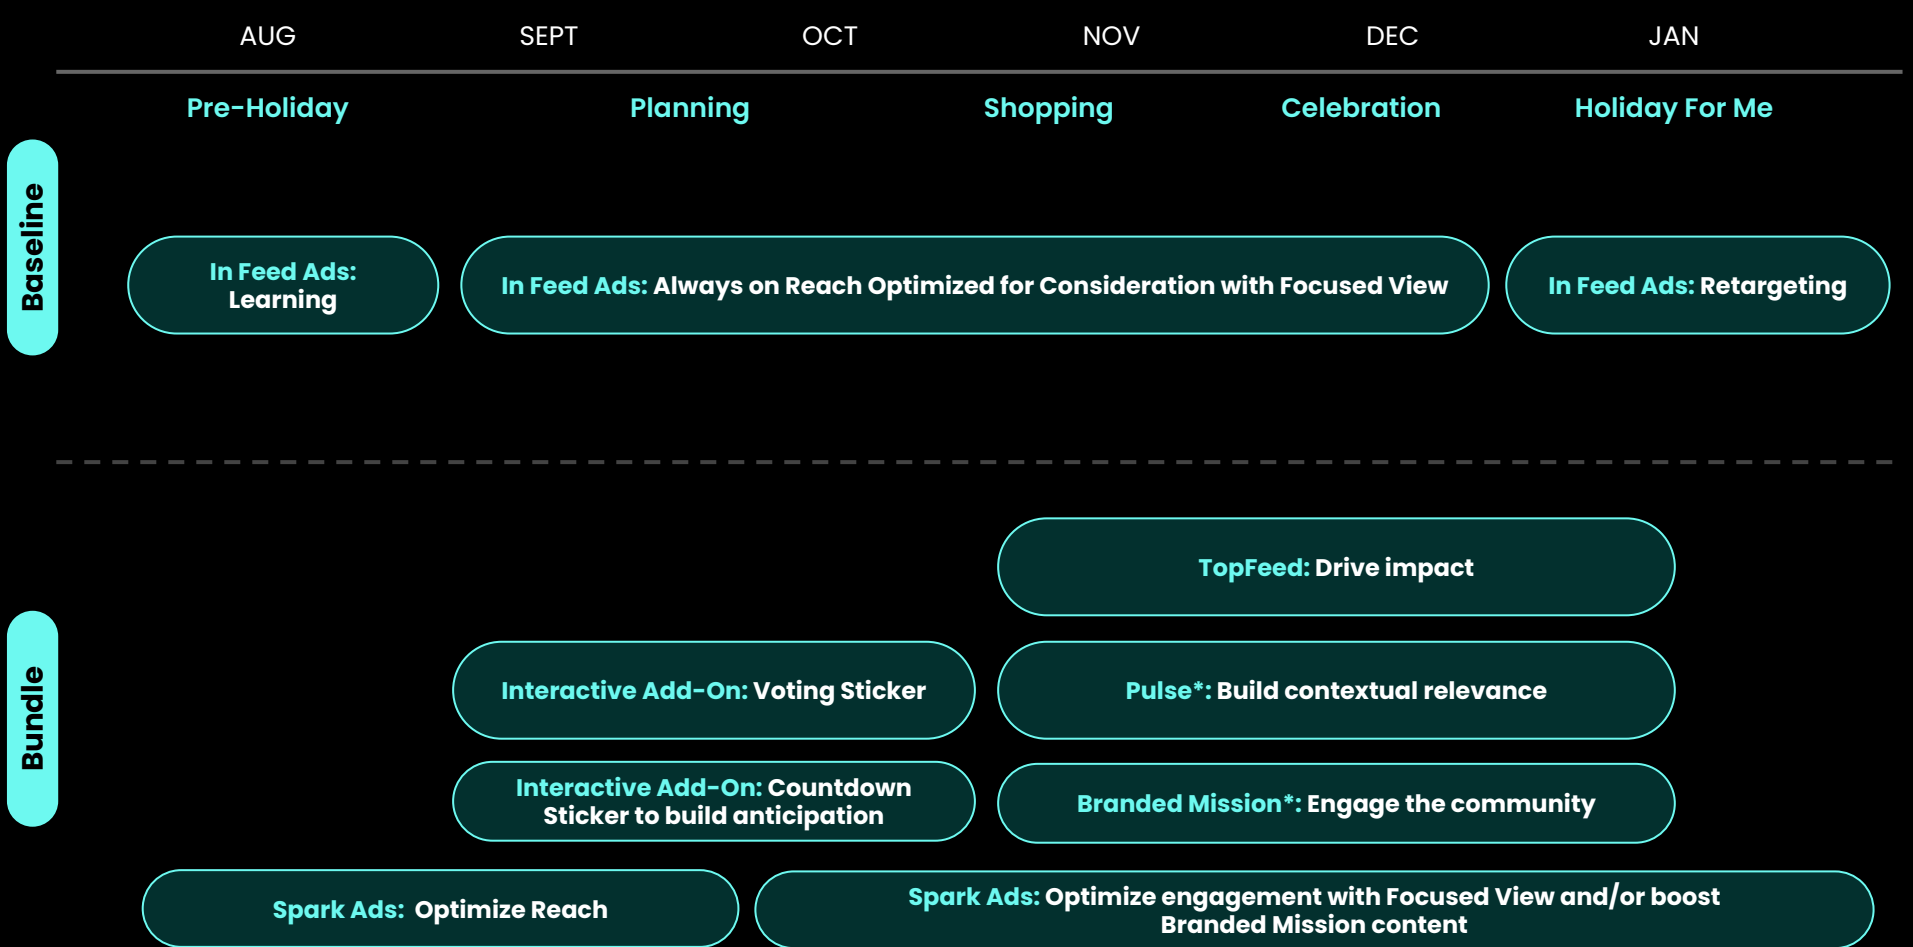 AUG SEPT OCT NOV DEC JAN
Pre-Holiday Planning Shopping Celebration Holiday For Me
Baseline
In Feed Ads:
Learning
In Feed Ads: Always on Reach Optimized for Consideration with Focused View
In Feed Ads: Retargeting
Bundle
TopFeed: Drive impact
Interactive Add-On: Voting Sticker
Pulse*: Build contextual relevance
Interactive Add-On: Countdown
Sticker to build anticipation
Branded Mission*: Engage the community
Spark Ads: Optimize Reach
Spark Ads: Optimize engagement with Focused View and/or boost
Branded Mission content